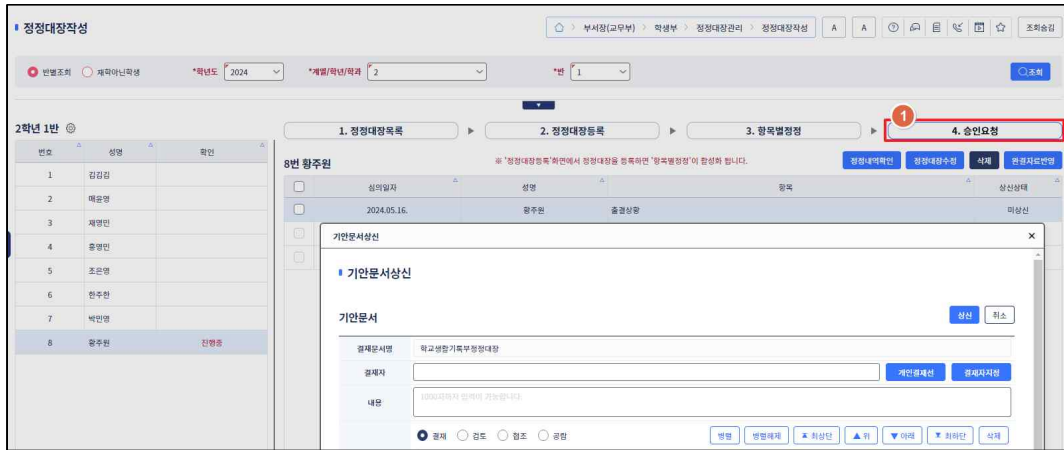 정정대장작성
부서장(교무부) > 학생부 > 정정대장관리 > 정정대장작성 A A 조회숨김
반별조회 재학아닌학생 *학년도 2024 *계열/학년/학과 2 *반 1 조회
2학년 1반
번호 성명 확인
1 김김김
2 매윤영
3 재명민
4 홍영민
5 조은영
6 한주한
7 박민영
8 황주원 진행중
1
1. 정정대장목록 ▶ 2. 정정대장등록 ▶ 3. 항목별정정 ▶ 4. 승인요청
8번 황주원 ※ '정정대장등록'화면에서 정정대장을 등록하면 '항목별정정'이 활성화 됩니다. 정정내역확인 정정대장수정 삭제 완결자료반영
심의일자 성명 항목 상신상태
2024.05.16. 황주원 출결상황 미상신
기안문서상신 ×
기안문서상신
기안문서 상신 취소
결재문서명 학교생활기록부정정대장
결재자 개인결재선 결재자지정
내용 1000자까지 입력이 가능합니다.
결재 검토 협조 공람 병렬 병렬해제 최상단 ▲ 위 ▼ 아래 최하단 삭제